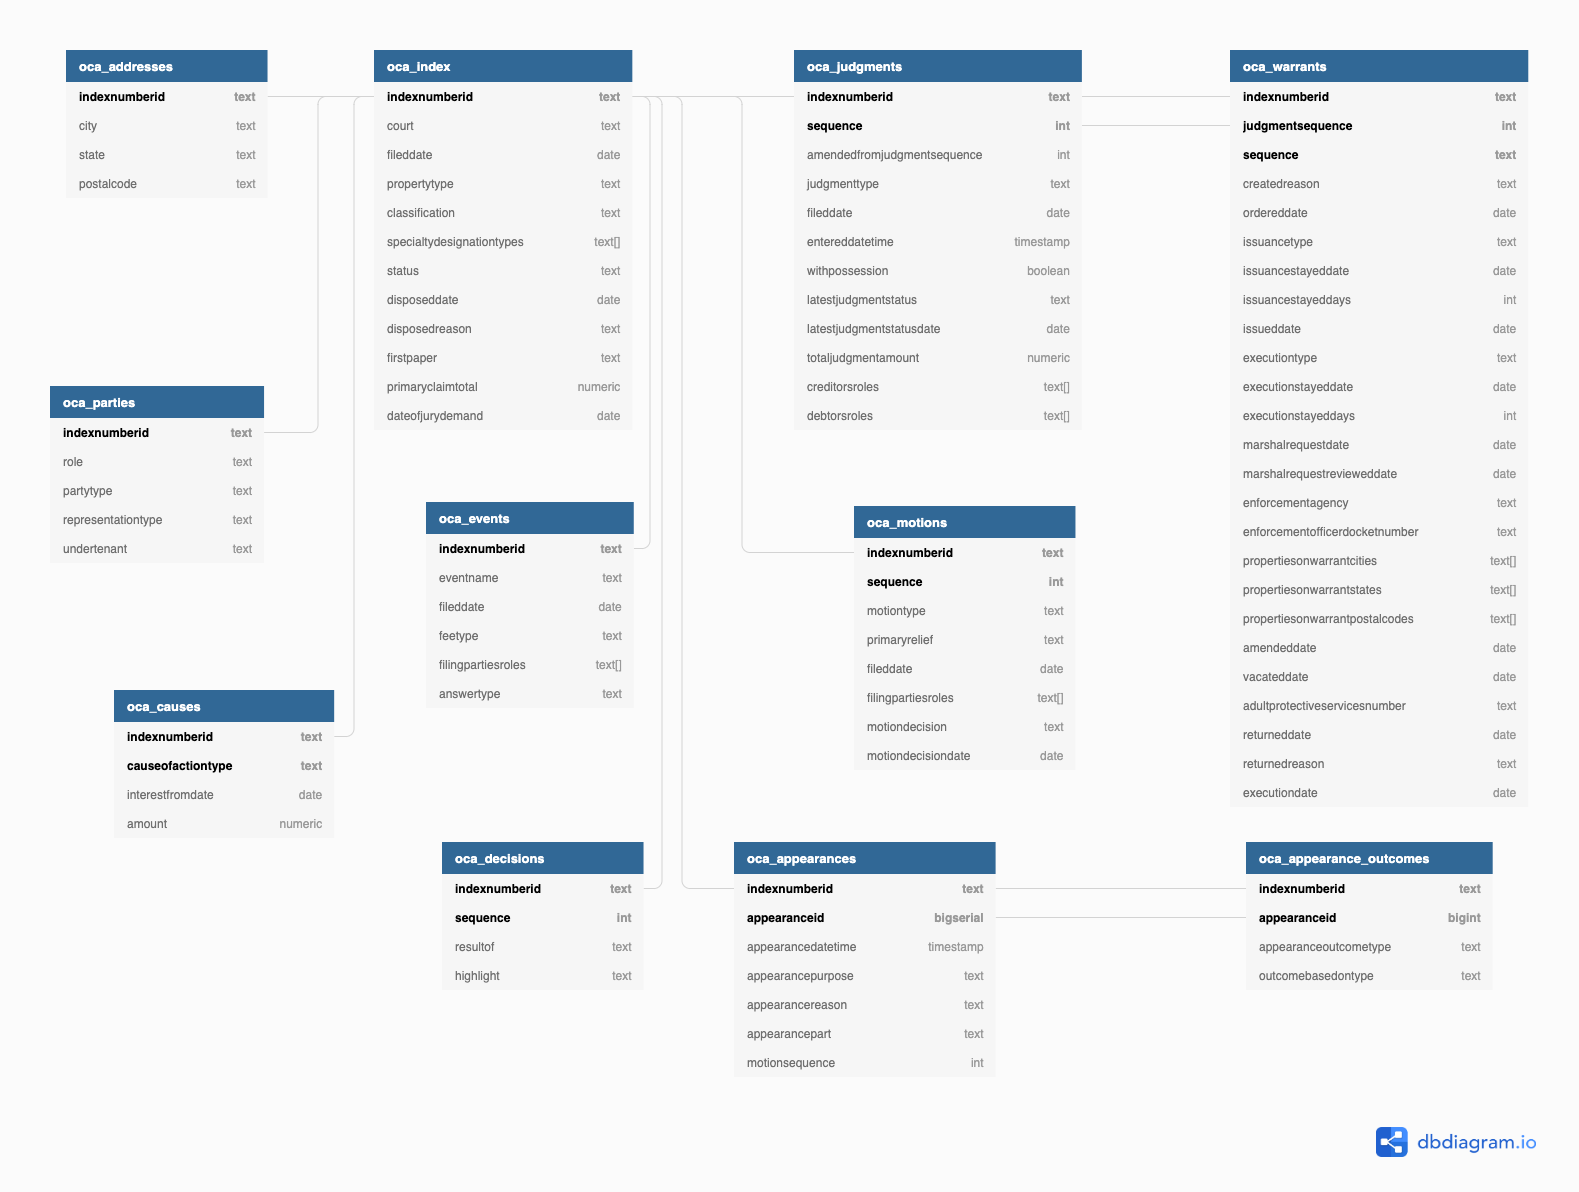 oca_addresses
indexnumberid text
city text
state text
postalcode text
oca_index
indexnumberid text
court text
fileddate date
propertytype text
classification text
specialtydesignationtypes text[]
status text
disposeddate date
disposedreason text
firstpaper text
primaryclaimtotal numeric
dateofjurydemand date
oca_judgments
indexnumberid text
sequence int
amendedfromjudgmentsequence int
judgmenttype text
fileddate date
entereddatetime timestamp
withpossession boolean
latestjudgmentstatus text
latestjudgmentstatusdate date
totaljudgmentamount numeric
creditorsroles text[]
debtorsroles text[]
oca_warrants
indexnumberid text
judgmentsequence int
sequence text
createdreason text
ordereddate date
issuancetype text
issuancestayeddate date
issuancestayeddays int
issueddate date
executiontype text
executionstayeddate date
executionstayeddays int
marshalrequestdate date
marshalrequestrevieweddate date
enforcementagency text
enforcementofficerdocketnumber text
propertiesonwarrantcities text[]
propertiesonwarrantstates text[]
propertiesonwarrantpostalcodes text[]
amendeddate date
vacateddate date
adultprotectiveservicesnumber text
returneddate date
returnedreason text
executiondate date
oca_parties
indexnumberid text
role text
partytype text
representationtype text
undertenant text
oca_events
indexnumberid text
eventname text
fileddate date
feetype text
filingpartiesroles text[]
answertype text
oca_motions
indexnumberid text
sequence int
motiontype text
primaryrelief text
fileddate date
filingpartiesroles text[]
motiondecision text
motiondecisiondate date
oca_causes
indexnumberid text
causeofactiontype text
interestfromdate date
amount numeric
oca_decisions
indexnumberid text
sequence int
resultof text
highlight text
oca_appearances
indexnumberid text
appearanceid bigserial
appearancedatetime timestamp
appearancepurpose text
appearancereason text
appearancepart text
motionsequence int
oca_appearance_outcomes
indexnumberid text
appearanceid bigint
appearanceoutcometype text
outcomebasedontype text
dbdiagram.io